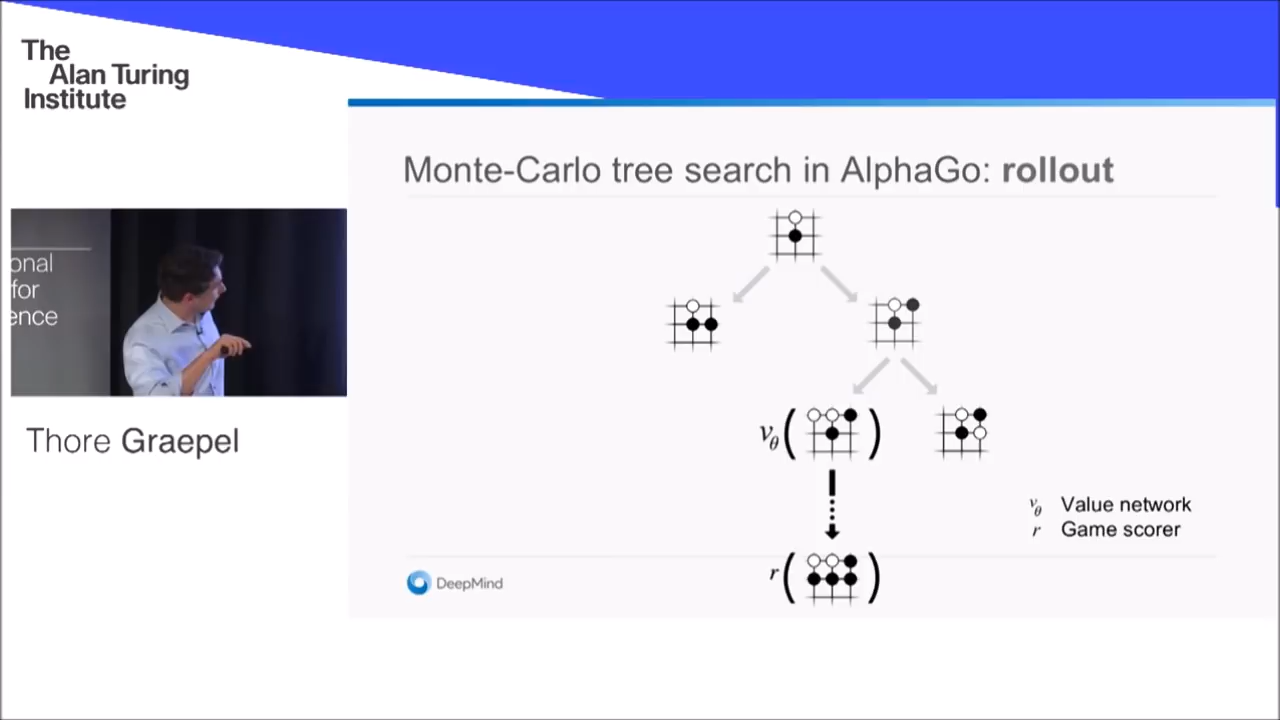 The
Alan Turing
Institute
Monte-Carlo tree search in AlphaGo: rollout
onal
for
ence
Thore Graepel
vθ( )
vθ Value network
r Game scorer
r( )
DeepMind